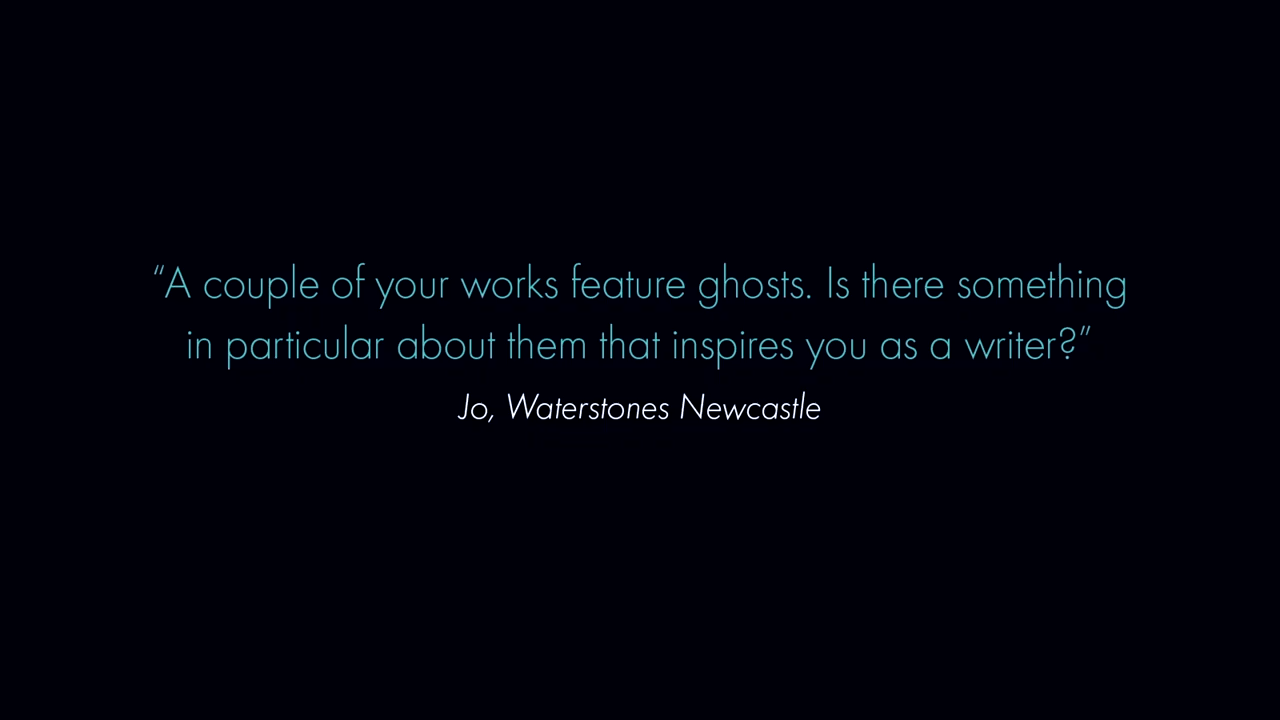 “A couple of your works feature ghosts. Is there something
in particular about them that inspires you as a writer?”
Jo, Waterstones Newcastle